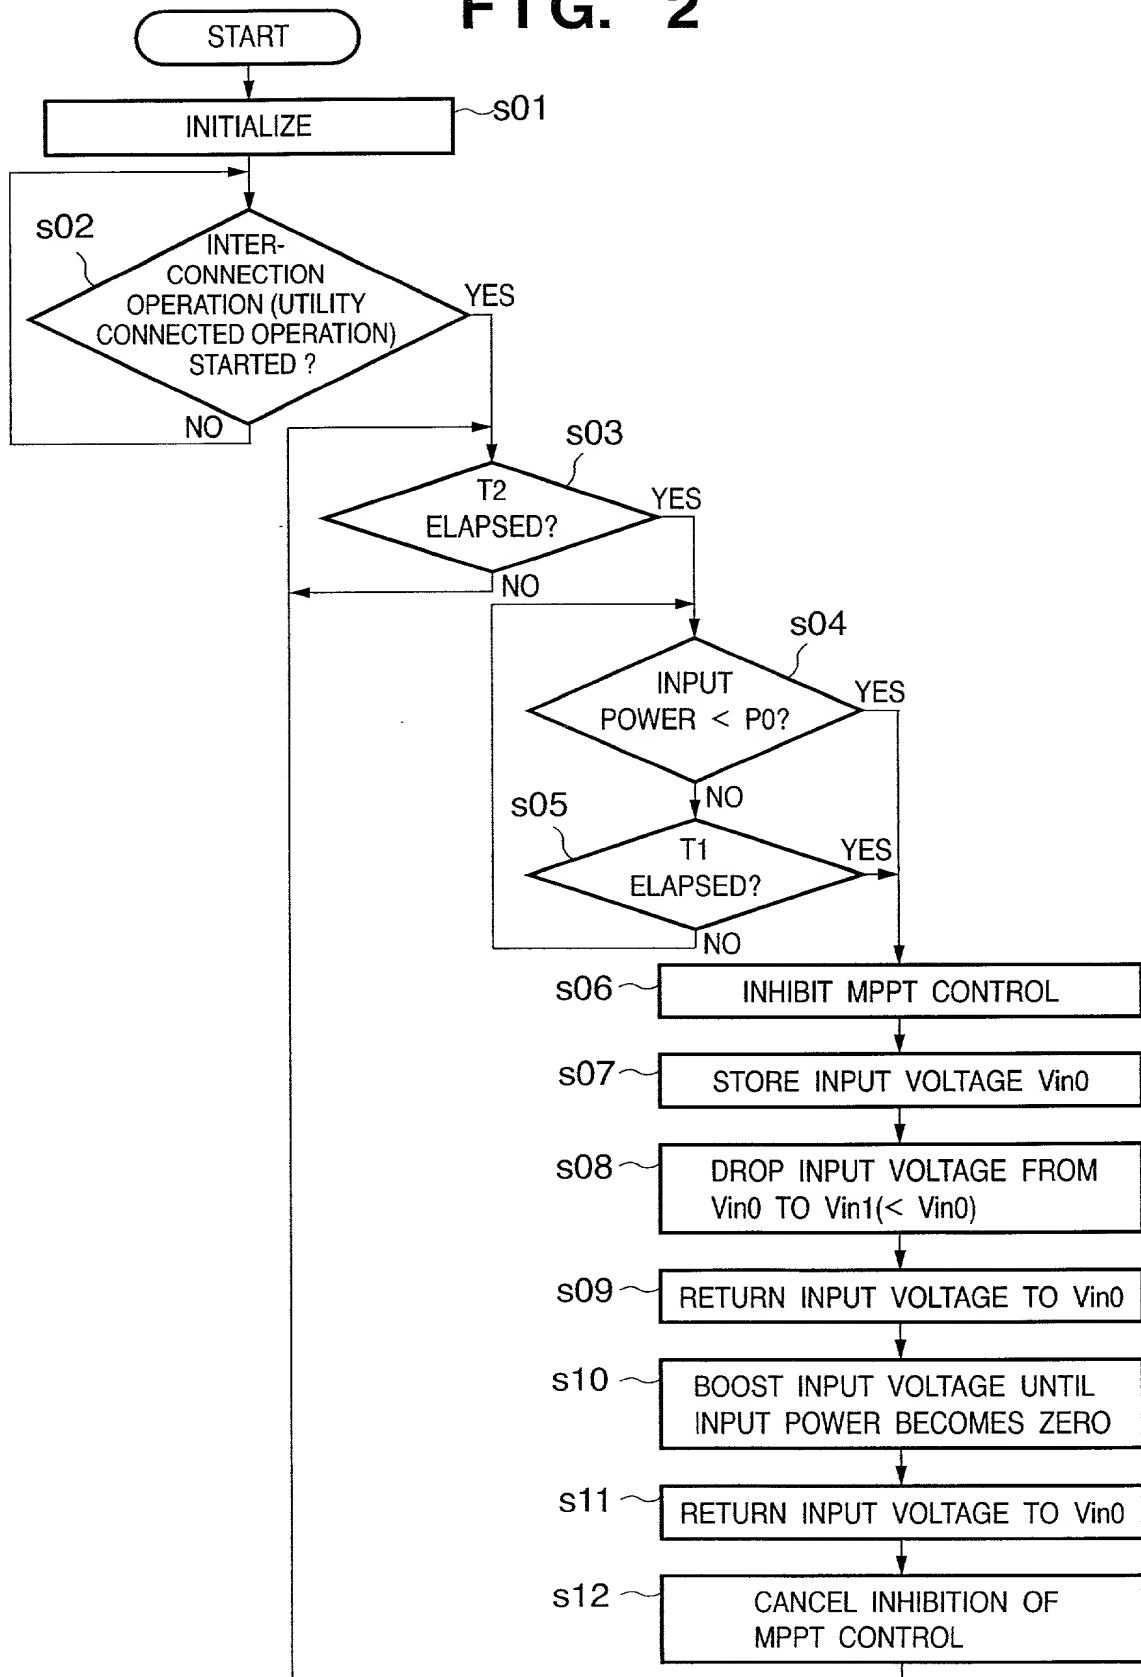 FIG. 2
START
INITIALIZE
s01
s02
INTER-
CONNECTION
OPERATION (UTILITY
CONNECTED OPERATION)
STARTED ?
YES
NO
s03
T2
ELAPSED?
YES
NO
s04
INPUT
POWER < P0?
YES
NO
s05
T1
ELAPSED?
YES
NO
s06
INHIBIT MPPT CONTROL
s07
STORE INPUT VOLTAGE Vin0
s08
DROP INPUT VOLTAGE FROM
Vin0 TO Vin1(< Vin0)
s09
RETURN INPUT VOLTAGE TO Vin0
s10
BOOST INPUT VOLTAGE UNTIL
INPUT POWER BECOMES ZERO
s11
RETURN INPUT VOLTAGE TO Vin0
s12
CANCEL INHIBITION OF
MPPT CONTROL